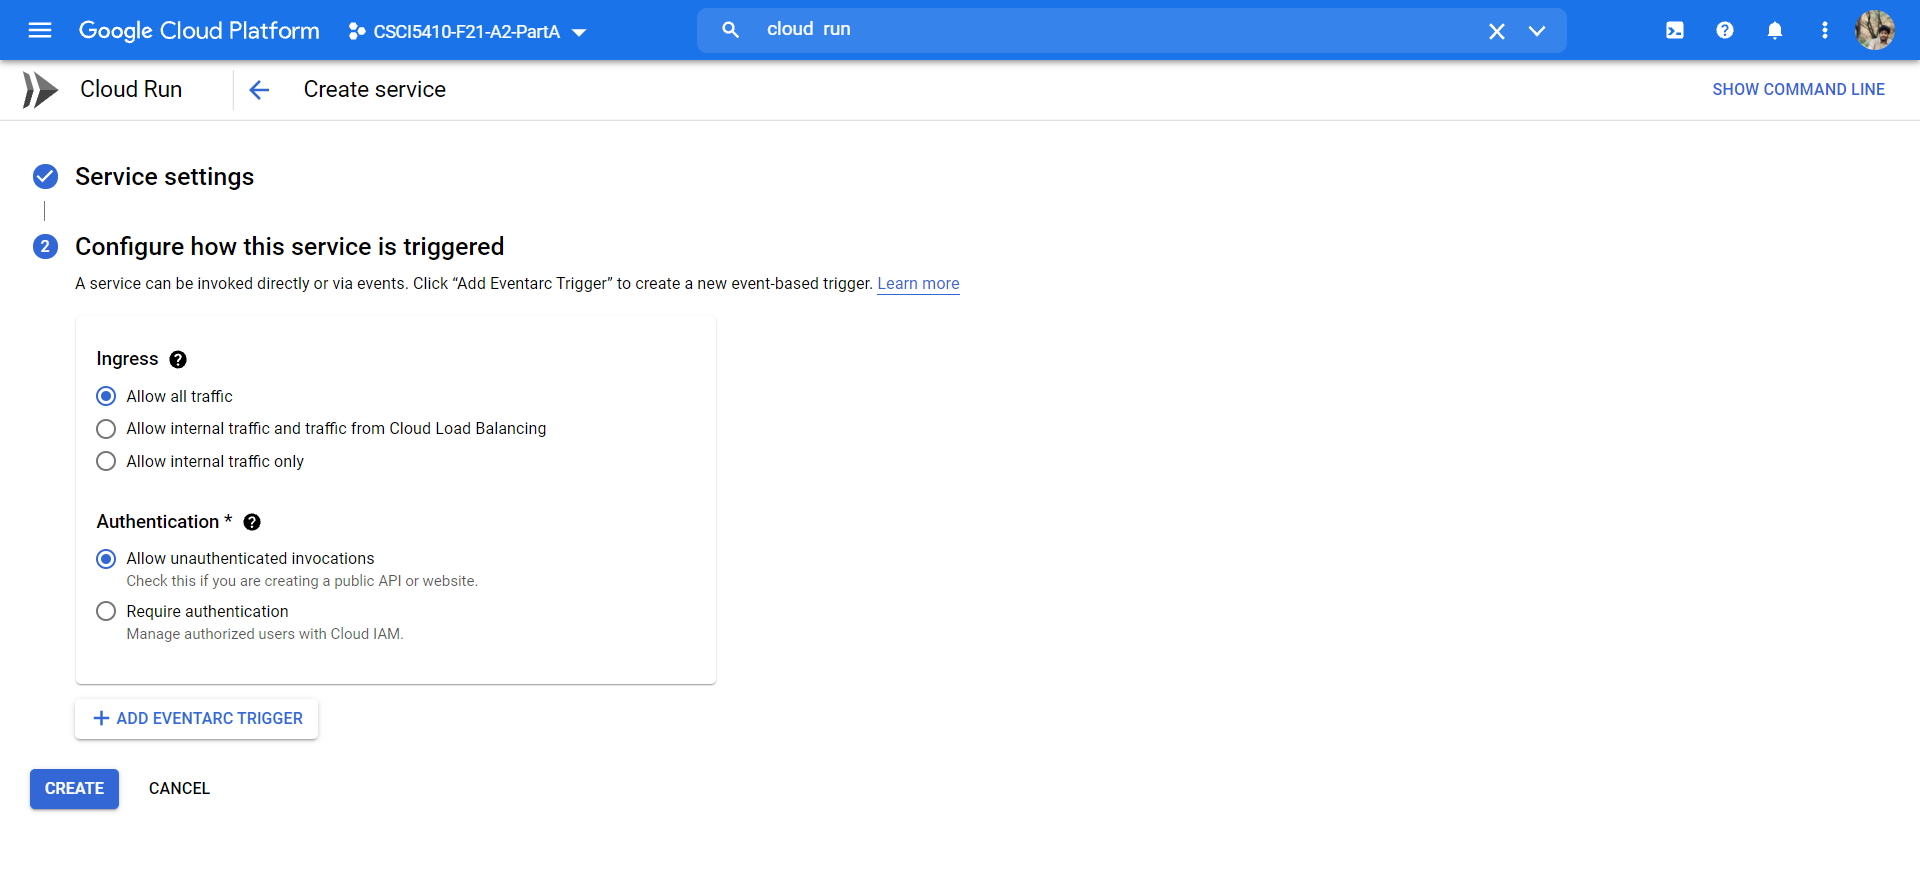 Google Cloud Platform
CSCI5410-F21-A2-PartA
cloud run
Cloud Run
Create service
SHOW COMMAND LINE
Service settings
2
Configure how this service is triggered
A service can be invoked directly or via events. Click “Add Eventarc Trigger” to create a new event-based trigger. Learn more
Ingress
Allow all traffic
Allow internal traffic and traffic from Cloud Load Balancing
Allow internal traffic only
Authentication *
Allow unauthenticated invocations
Check this if you are creating a public API or website.
Require authentication
Manage authorized users with Cloud IAM.
ADD EVENTARC TRIGGER
CREATE
CANCEL